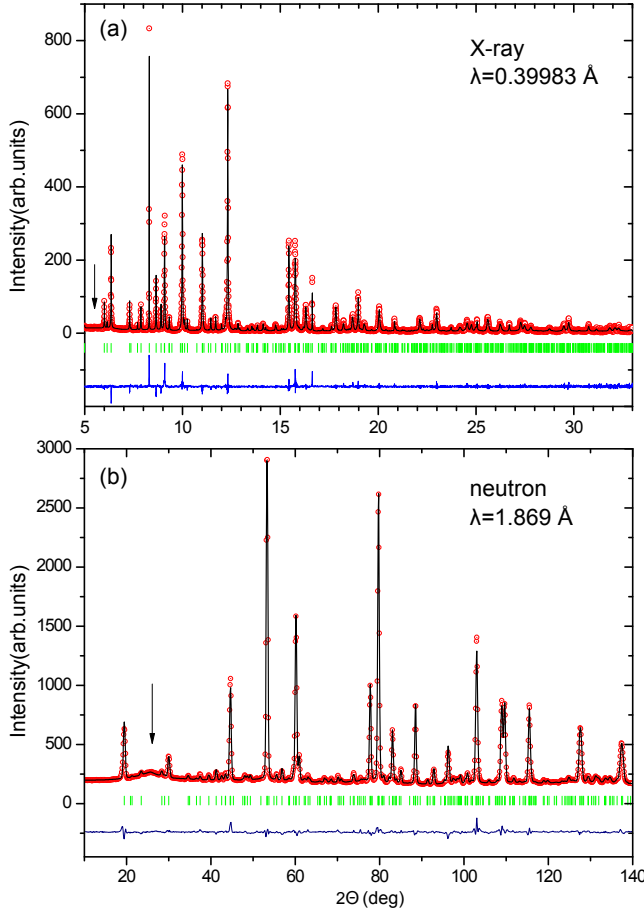 (a)
X-ray
λ=0.39983 Å
Intensity(arb.units)
800
600
400
200
0
5 10 15 20 25 30
(b)
neutron
λ=1.869 Å
Intensity(arb.units)
3000
2500
2000
1500
1000
500
0
20 40 60 80 100 120 140
2Θ (deg)